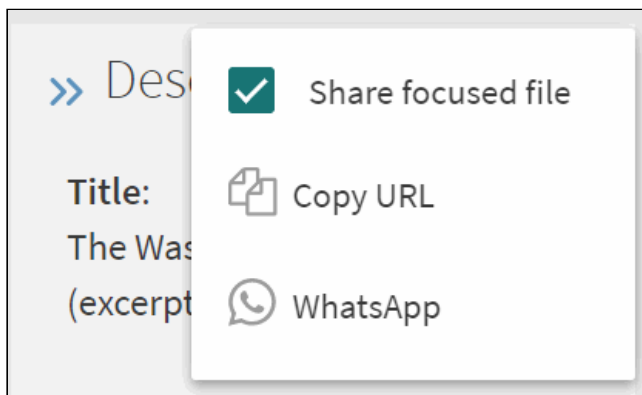 Des
Share focused file
Title:
Copy URL
The Was
(excerpt
WhatsApp